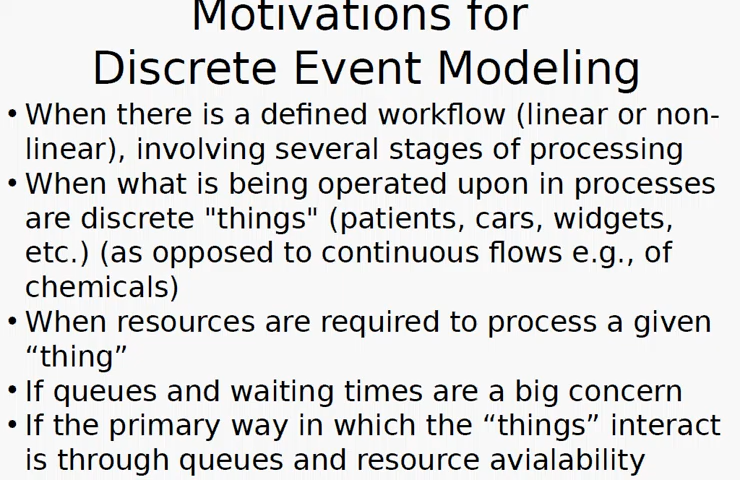 Motivations for
Discrete Event Modeling
• When there is a defined workflow (linear or non-
linear), involving several stages of processing
• When what is being operated upon in processes
are discrete "things" (patients, cars, widgets,
etc.) (as opposed to continuous flows e.g., of
chemicals)
• When resources are required to process a given
“thing”
• If queues and waiting times are a big concern
• If the primary way in which the “things” interact
is through queues and resource avialability